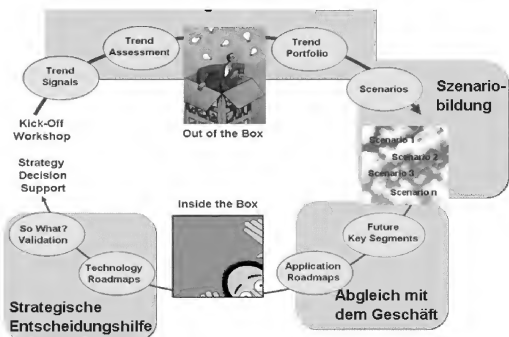 Trend
Assessment
Trend
Portfolio
Trend
Signals
Scenarios
Szenario-
bildung
Out of the Box
Kick-Off
Workshop
Scenario 1
Scenario 2
Scenario 3
Scenario n
Strategy
Decision
Support
Inside the Box
So What?
Validation
Future
Key Segments
Technology
Roadmaps
Application
Roadmaps
Strategische
Entscheidungshilfe
Abgleich mit
dem Geschäft